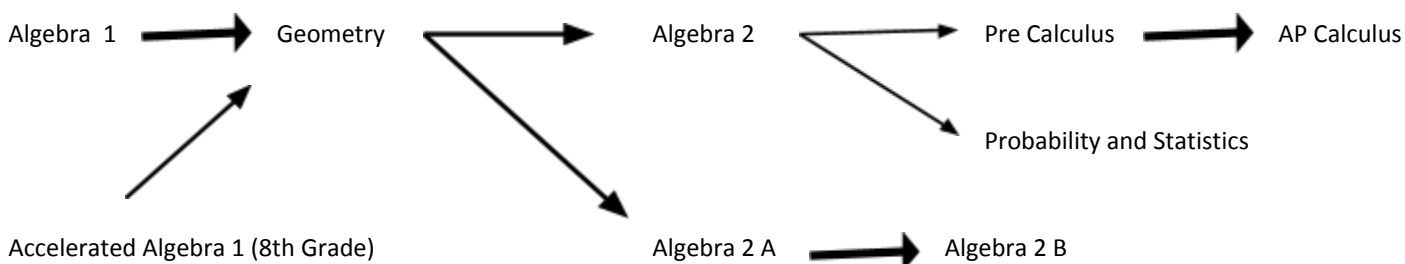 Algebra 1 Geometry Algebra 2 Pre Calculus AP Calculus
Probability and Statistics
Accelerated Algebra 1 (8th Grade) Algebra 2 A Algebra 2 B